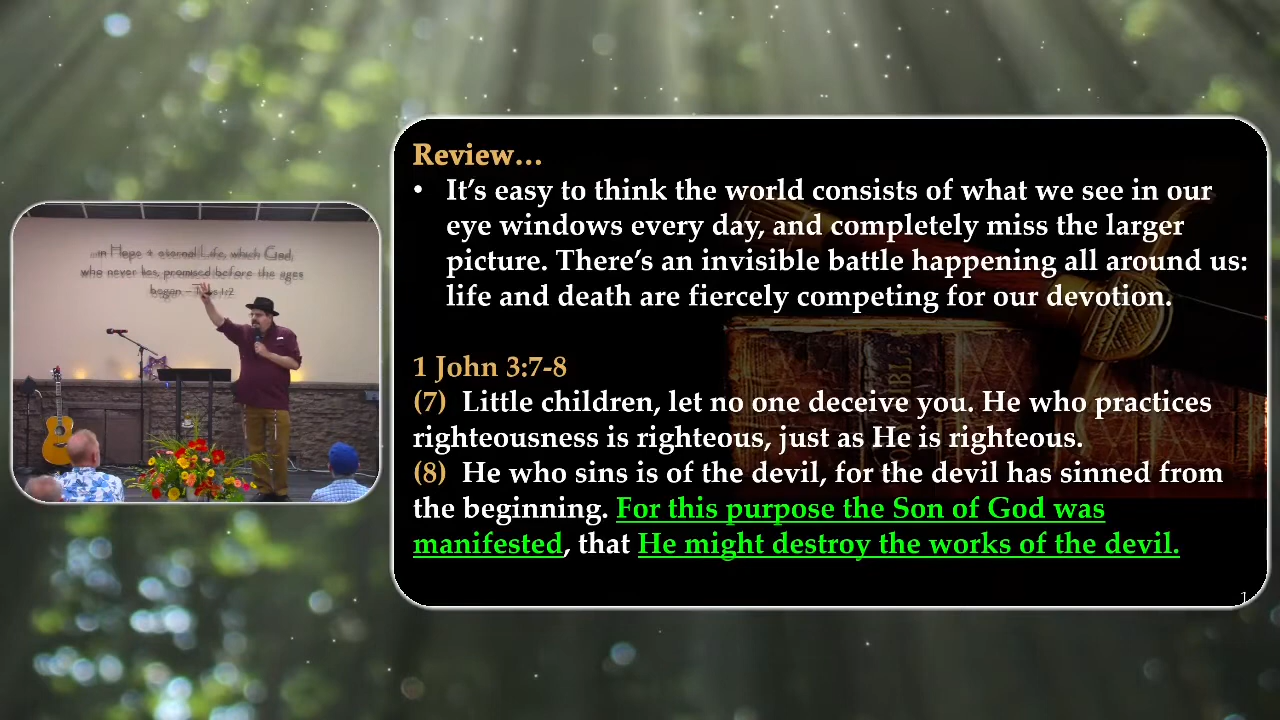 in Hope & eternal Life, which God,
who never lies, promised before the ages
began - Titus 1:2
Review…
• It’s easy to think the world consists of what we see in our
eye windows every day, and completely miss the larger
picture. There’s an invisible battle happening all around us:
life and death are fiercely competing for our devotion.
1 John 3:7-8
(7) Little children, let no one deceive you. He who practices
righteousness is righteous, just as He is righteous.
(8) He who sins is of the devil, for the devil has sinned from
the beginning. For this purpose the Son of God was
manifested, that He might destroy the works of the devil.
1